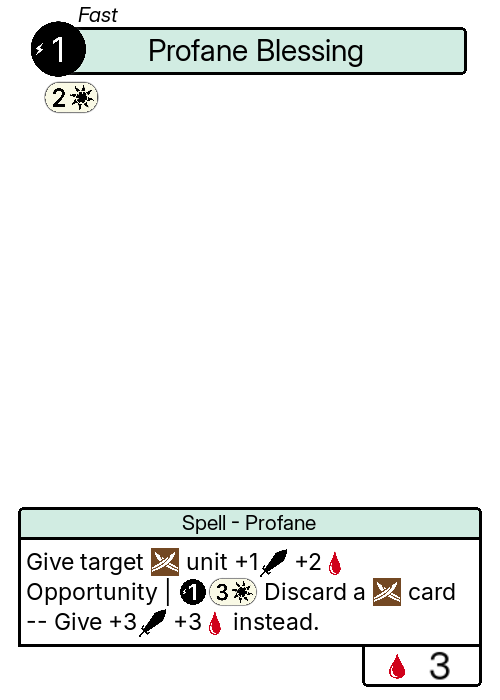 Fast
1 Profane Blessing
2
Spell - Profane
Give target unit +1 +2
Opportunity | 1 3 Discard a card
-- Give +3 +3 instead.
3